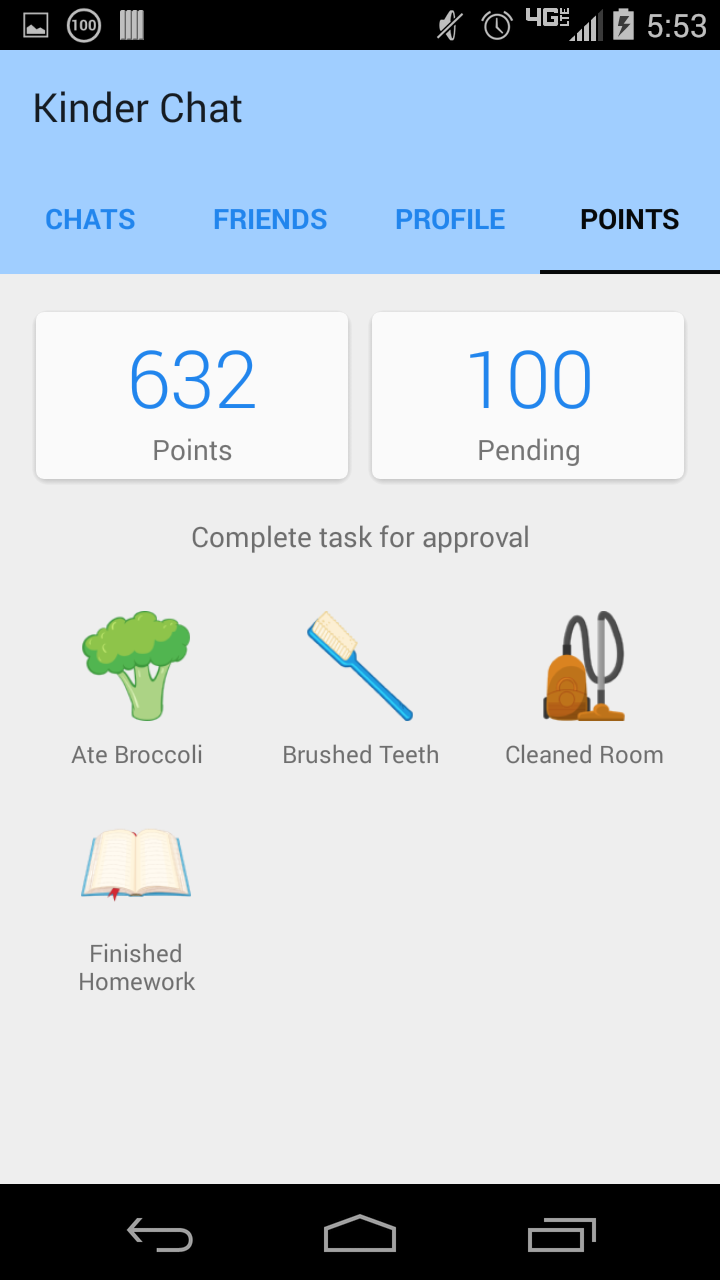 100
4G LTE
5:53
Kinder Chat
CHATS
FRIENDS
PROFILE
POINTS
632
100
Points
Pending
Complete task for approval
Ate Broccoli
Brushed Teeth
Cleaned Room
Finished
Homework